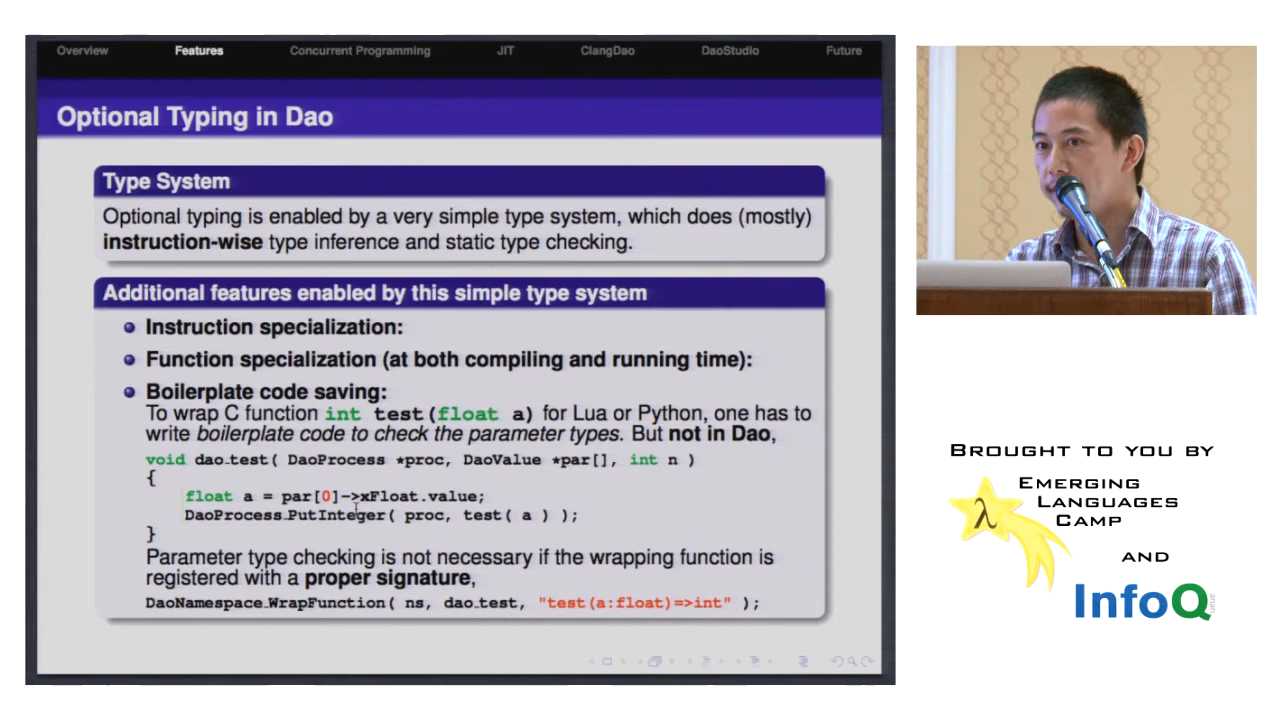 Overview Features Concurrent Programming JIT ClangDao DaoStudio Future
Optional Typing in Dao
Type System
Optional typing is enabled by a very simple type system, which does (mostly)
instruction-wise type inference and static type checking.
Additional features enabled by this simple type system
Instruction specialization:
Function specialization (at both compiling and running time):
Boilerplate code saving:
To wrap C function int test(float a) for Lua or Python, one has to
write boilerplate code to check the parameter types. But not in Dao,
void dao_test( DaoProcess *proc, DaoValue *par[], int n )
{
float a = par[0]->xFloat.value;
DaoProcess_PutInteger( proc, test( a ) );
}
Parameter type checking is not necessary if the wrapping function is
registered with a proper signature,
DaoNamespace_WrapFunction( ns, dao_test, "test(a:float)=>int" );
BROUGHT TO YOU BY
λ
EMERGING
LANGUAGES
CAMP
AND
InfoQ
ueue